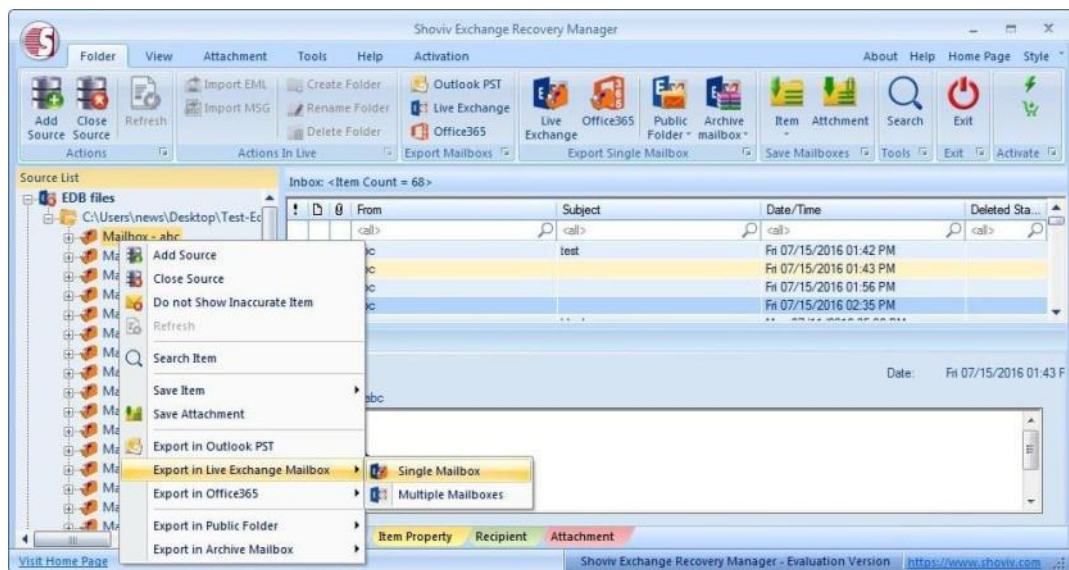 Shoviv Exchange Recovery Manager
Folder View Attachment Tools Help Activation About Help Home Page Style
Add Source Close Source Refresh
Import EML
Import MSG
Create Folder
Rename Folder
Delete Folder
Outlook PST
Live Exchange
Office365
Live Exchange Office365 Public Folder Archive mailbox
Item Attchment Search Exit
Actions Actions In Live Export Mailboxs Export Single Mailbox Save Mailboxes Tools Exit Activate
Source List
Inbox: <Item Count = 68>
EDB files
C:\Users\news\Desktop\Test-Ec
Mailbox - abc
From Subject Date/Time Deleted Sta...
<all> <all> <all> <all>
test Fri 07/15/2016 01:42 PM
Fri 07/15/2016 01:43 PM
Fri 07/15/2016 01:56 PM
Fri 07/15/2016 02:35 PM
Add Source
Close Source
Do not Show Inaccurate Item
Refresh
Search Item
Save Item
Save Attachment
Export in Outlook PST
Export in Live Exchange Mailbox
Export in Office365
Export in Public Folder
Export in Archive Mailbox
Single Mailbox
Multiple Mailboxes
Date: Fri 07/15/2016 01:43 P
abc
Item Property Recipient Attachment
Visit Home Page
Shoviv Exchange Recovery Manager - Evaluation Version https://www.shoviv.com